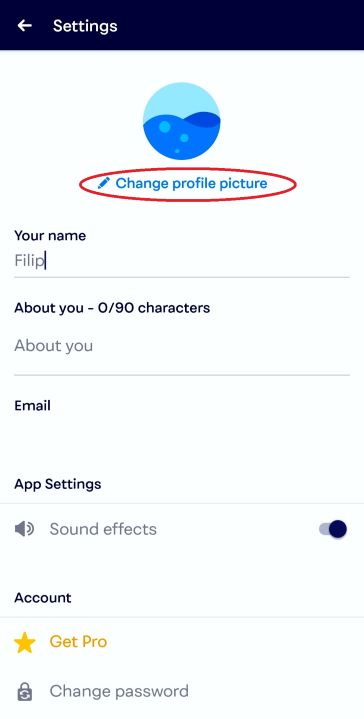 Settings
Change profile picture
Your name
Filip
About you - 0/90 characters
About you
Email
App Settings
Sound effects
Account
Get Pro
Change password